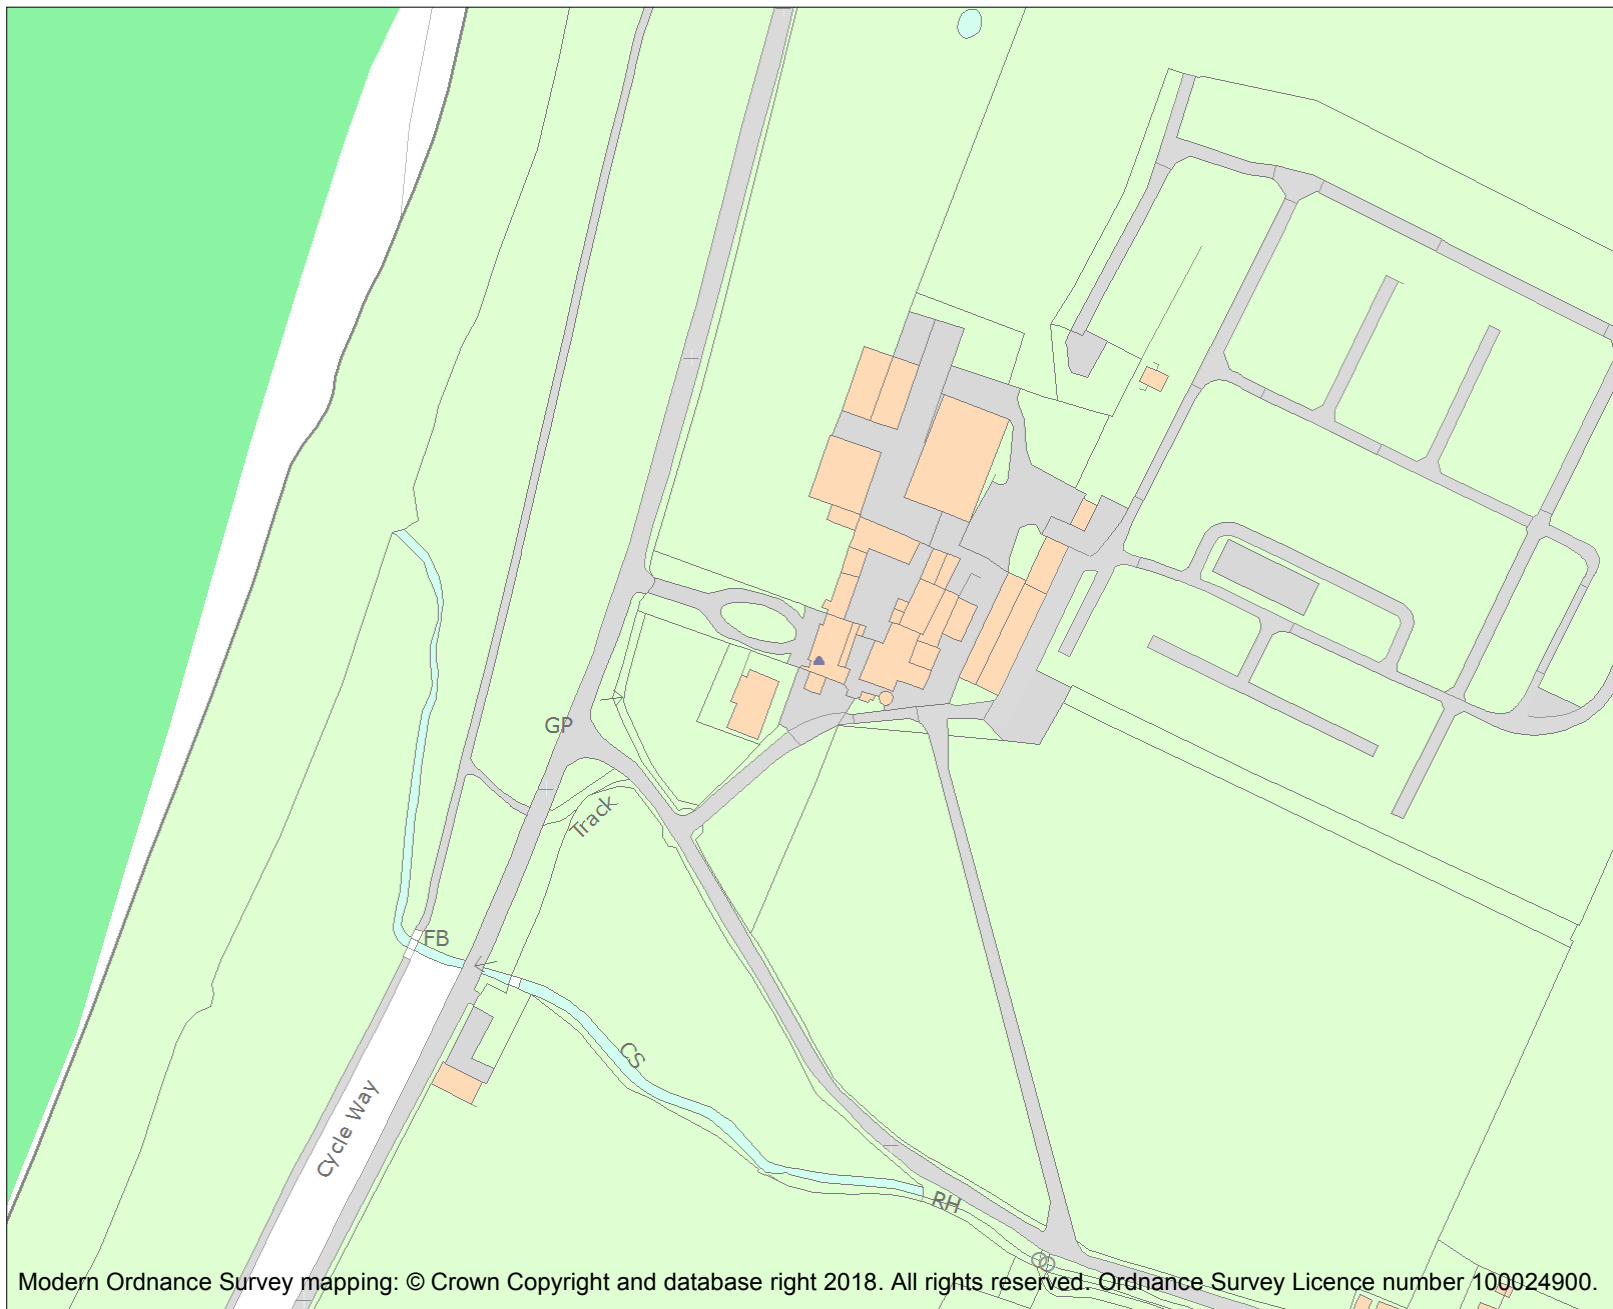 GP
Track
FB
CS
Cycle Way
RH
Modern Ordnance Survey mapping: © Crown Copyright and database right 2018. All rights reserved. Ordnance Survey Licence number 100024900.